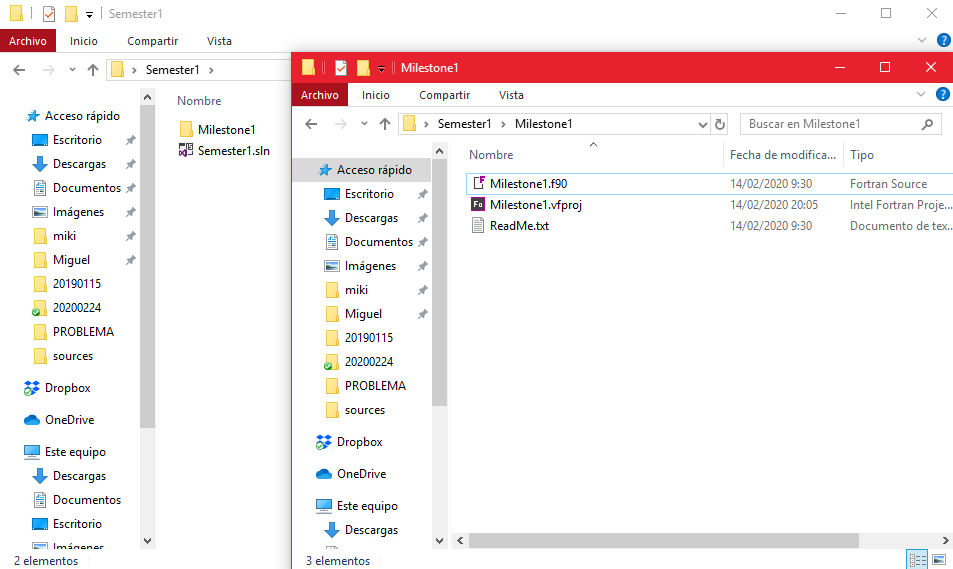 Semester1
Archivo Inicio Compartir Vista
Semester1
Acceso rápido
Escritorio
Descargas
Documentos
Imágenes
miki
Miguel
20190115
20200224
PROBLEMA
sources
Dropbox
OneDrive
Este equipo
Descargas
Documentos
Escritorio
Imágenes
Nombre
Milestone1
Semester1.sln
2 elementos
Milestone1
Archivo Inicio Compartir Vista
Semester1 Milestone1
Buscar en Milestone1
Acceso rápido
Escritorio
Descargas
Documentos
Imágenes
miki
Miguel
20190115
20200224
PROBLEMA
sources
Dropbox
OneDrive
Este equipo
Descargas
Nombre Fecha de modifica... Tipo
Milestone1.f90 14/02/2020 9:30 Fortran Source
Milestone1.vfproj 14/02/2020 20:05 Intel Fortran Proje...
ReadMe.txt 14/02/2020 9:30 Documento de tex...
3 elementos